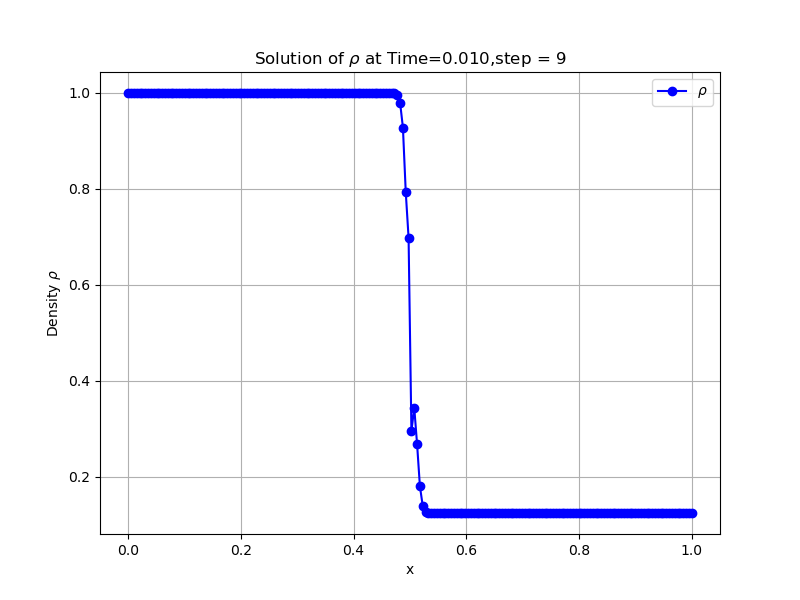 Solution of ρ at Time=0.010,step = 9
ρ
1.0
0.8
0.6
0.4
0.2
Density ρ
0.0 0.2 0.4 0.6 0.8 1.0
x